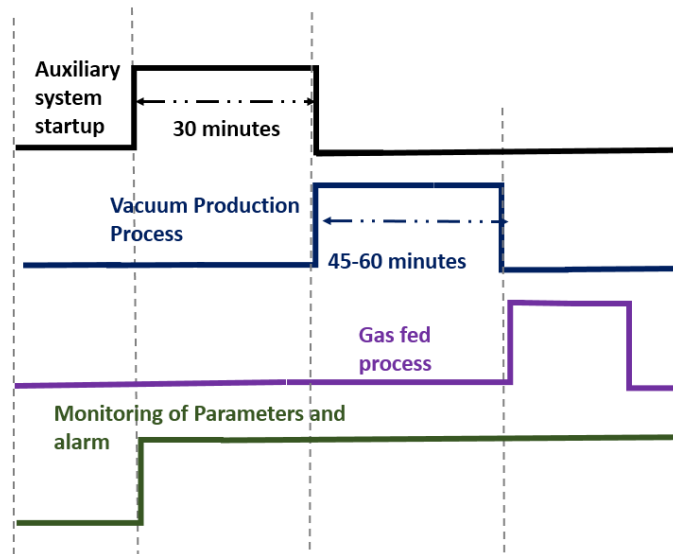 Auxiliary
system
startup
30 minutes
Vacuum Production
Process
45-60 minutes
Gas fed
process
Monitoring of Parameters and
alarm